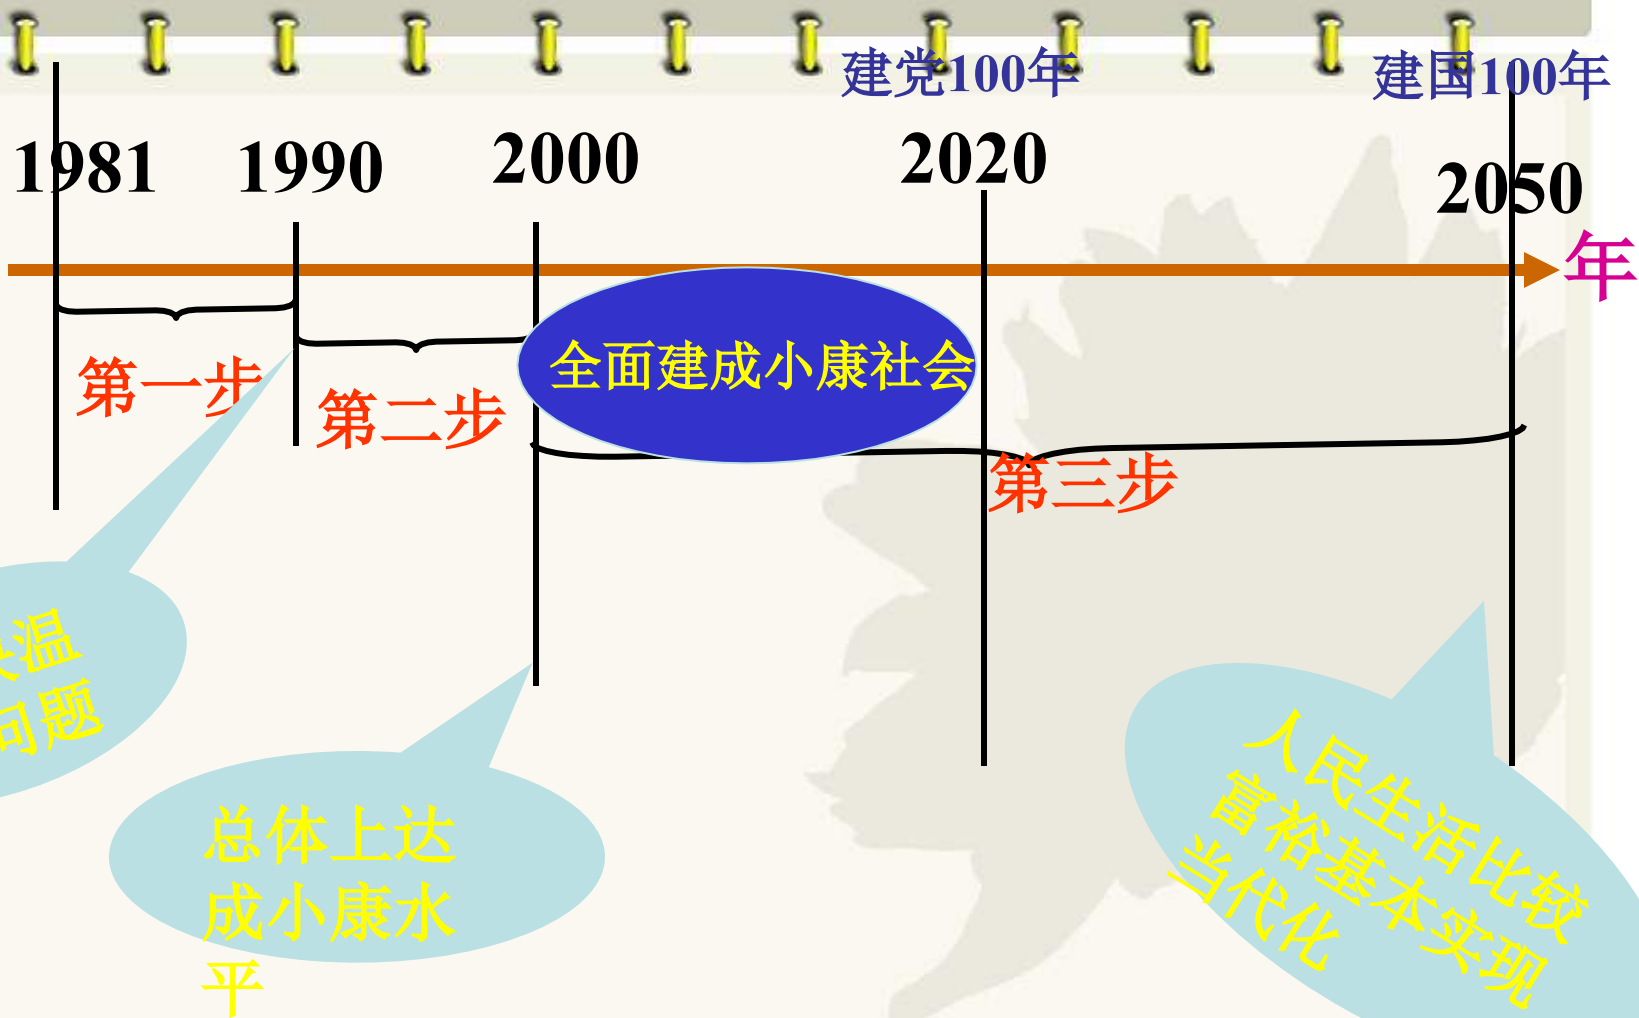 建党100年
建国100年
1981
1990
2000
2020
2050
年
全面建成小康社会
第一步
第二步
第三步
温
问题
总体上达
成小康水
平
人民生活比较
富裕基本实现
当代化